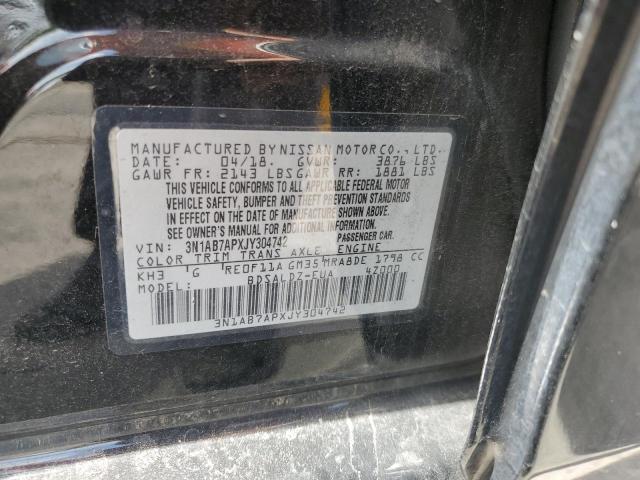 MANUFACTURED BY NISSAN MOTOR CO., LTD.
DATE: 04/18. GVWR: 3876 LBS
GAWR FR: 2143 LBS GAWR RR: 1881 LBS
THIS VEHICLE CONFORMS TO ALL APPLICABLE FEDERAL MOTOR
VEHICLE SAFETY, BUMPER AND THEFT PREVENTION STANDARDS
IN EFFECT ON THE DATE OF MANUFACTURE SHOWN ABOVE.
SEE OWNER'S MANUAL FOR ADDITIONAL INFORMATION
VIN: 3N1AB7APXJY304742 PASSENGER CAR.
COLOR TRIM TRANS AXLE ENGINE
KH3 G RE0F11A GM35 MRA8DE 1798 CC
MODEL: BDSALDZ-EUA 4Z000
3N1AB7APXJY304742